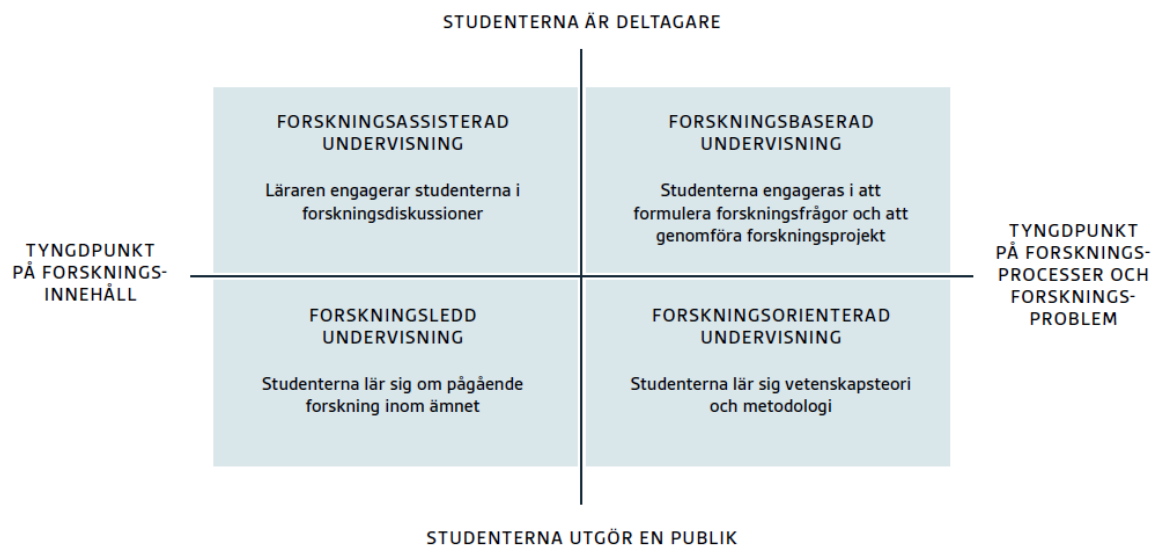 STUDENTERNA ÄR DELTAGARE
FORSKNINGSASSISTERAD
UNDERVISNING
Läraren engagerar studenterna i
forskningsdiskussioner
FORSKNINGSBASERAD
UNDERVISNING
Studenterna engageras i att
formulera forskningsfrågor och att
genomföra forskningsprojekt
TYNGDPUNKT
PÅ FORSKNINGS-
INNEHÅLL
TYNGDPUNKT
PÅ FORSKNINGS-
PROCESSER OCH
FORSKNINGS-
PROBLEM
FORSKNINGSLEDD
UNDERVISNING
Studenterna lär sig om pågående
forskning inom ämnet
FORSKNINGSORIENTERAD
UNDERVISNING
Studenterna lär sig vetenskapsteori
och metodologi
STUDENTERNA UTGÖR EN PUBLIK